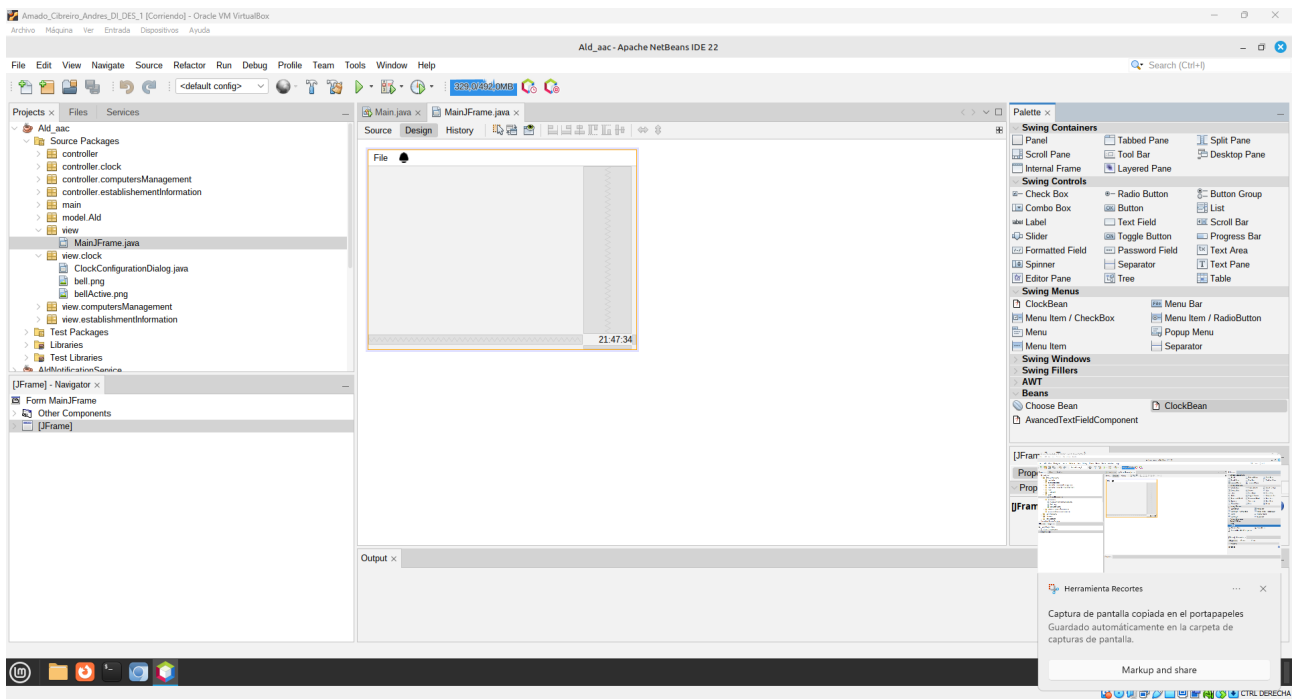 Amado_Cibreiro_Andres_DI_DES_1 [Corriendo] - Oracle VM VirtualBox
Archivo Máquina Ver Entrada Dispositivos Ayuda
Ald_aac - Apache NetBeans IDE 22
File Edit View Navigate Source Refactor Run Debug Profile Team Tools Window Help
Search (Ctrl+I)
<default config>
Projects × Files Services
Main.java × MainJFrame.java ×
Palette ×
Source Design History
Ald_aac
Source Packages
controller
controller.clock
controller.computersManagement
controller.establishementInformation
main
model.Ald
view
MainJFrame.java
view.clock
ClockConfigurationDialog.java
bell.png
bellActive.png
view.computersManagement
view.establishmentInformation
Test Packages
Libraries
Test Libraries
AldNotificationService
[JFrame] - Navigator ×
Form MainJFrame
Other Components
[JFrame]
File
21:47:34
Output ×
Swing Containers
Panel Tabbed Pane Split Pane
Scroll Pane Tool Bar Desktop Pane
Internal Frame Layered Pane
Swing Controls
Check Box Radio Button Button Group
Combo Box Button List
Label Text Field Scroll Bar
Slider Toggle Button Progress Bar
Formatted Field Password Field Text Area
Spinner Separator Text Pane
Editor Pane Tree Table
Swing Menus
ClockBean Menu Bar
Menu Item / CheckBox Menu Item / RadioButton
Menu Popup Menu
Menu Item Separator
Swing Windows
Swing Fillers
AWT
Beans
Choose Bean ClockBean
AvancedTextFieldComponent
[JFram
Prop
Prop
[JFram
Herramienta Recortes
Captura de pantalla copiada en el portapapeles
Guardado automáticamente en la carpeta de
capturas de pantalla.
Markup and share
CTRL DERECHA